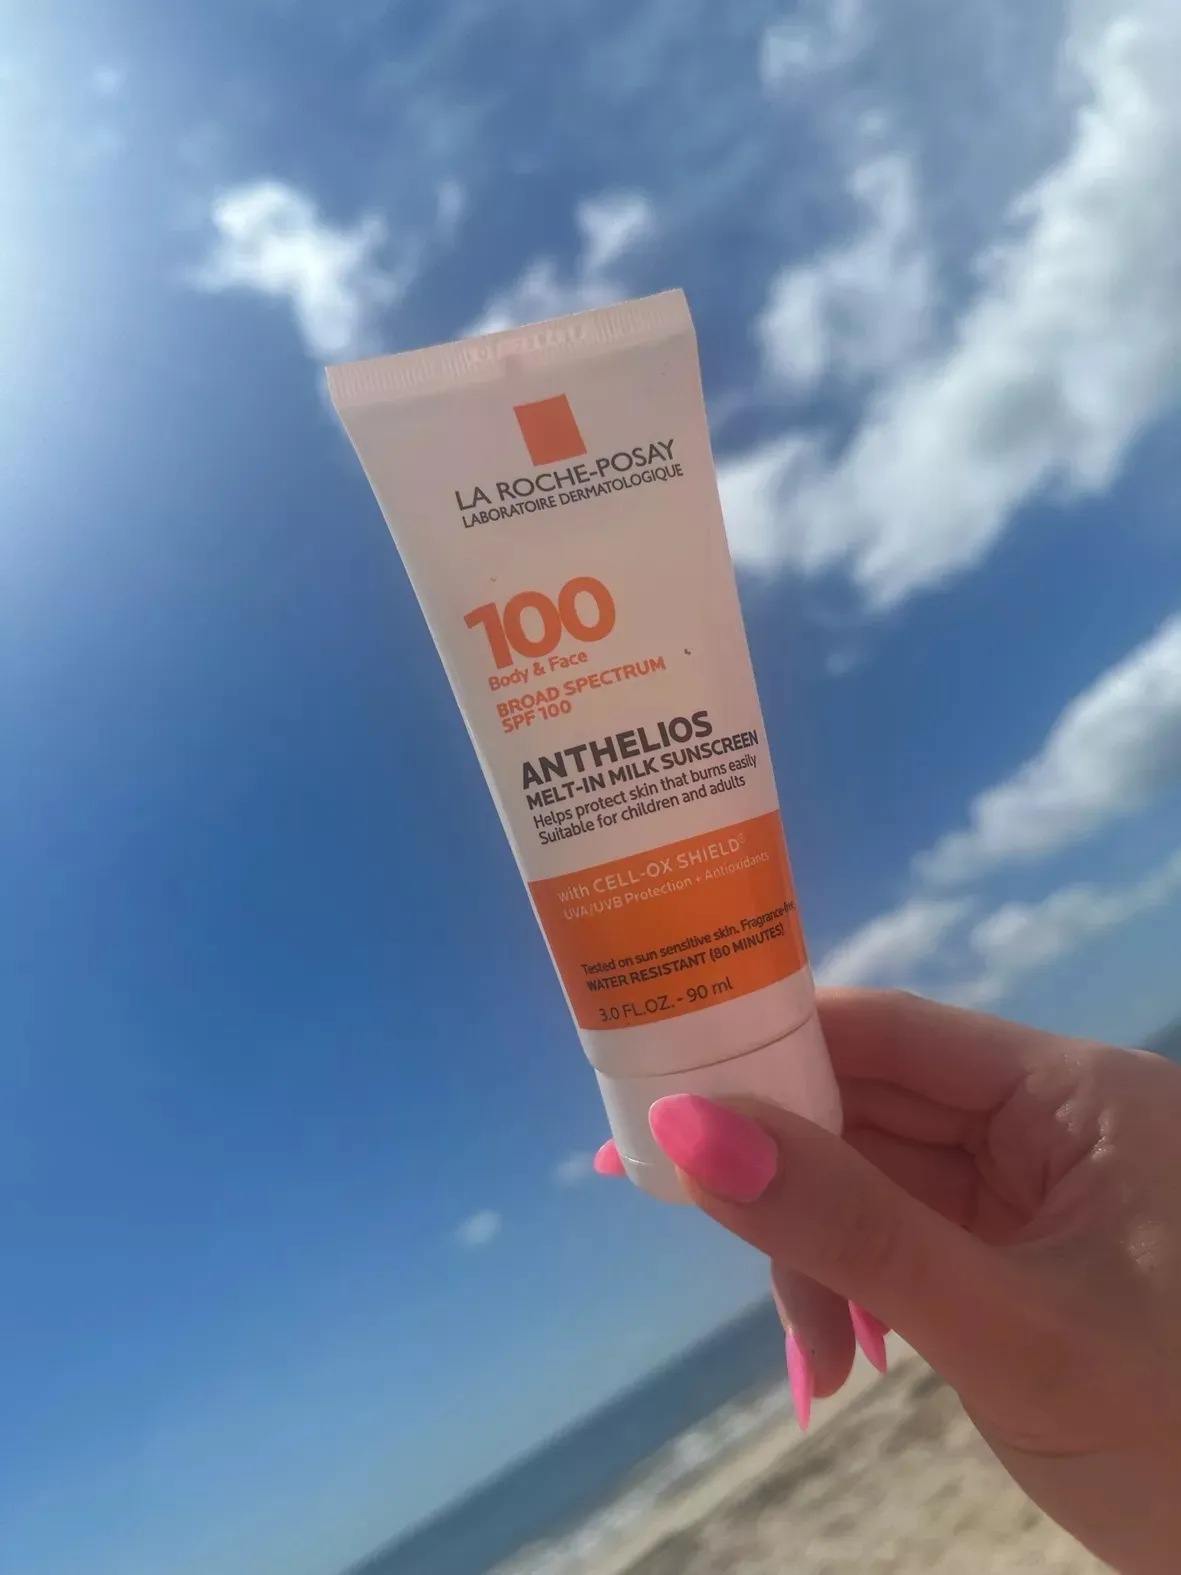 LA ROCHE-POSAY
LABORATOIRE DERMATOLOGIQUE
100
Body & Face
BROAD SPECTRUM
SPF 100
ANTHELIOS
MELT-IN MILK SUNSCREEN
Helps protect skin that burns easily
Suitable for children and adults
with CELL-OX SHIELD®
UVA/UVB Protection + Antioxidants
Tested on sun sensitive skin. Fragrance-free.
WATER RESISTANT (80 MINUTES)
3.0 FL.OZ. - 90 ml